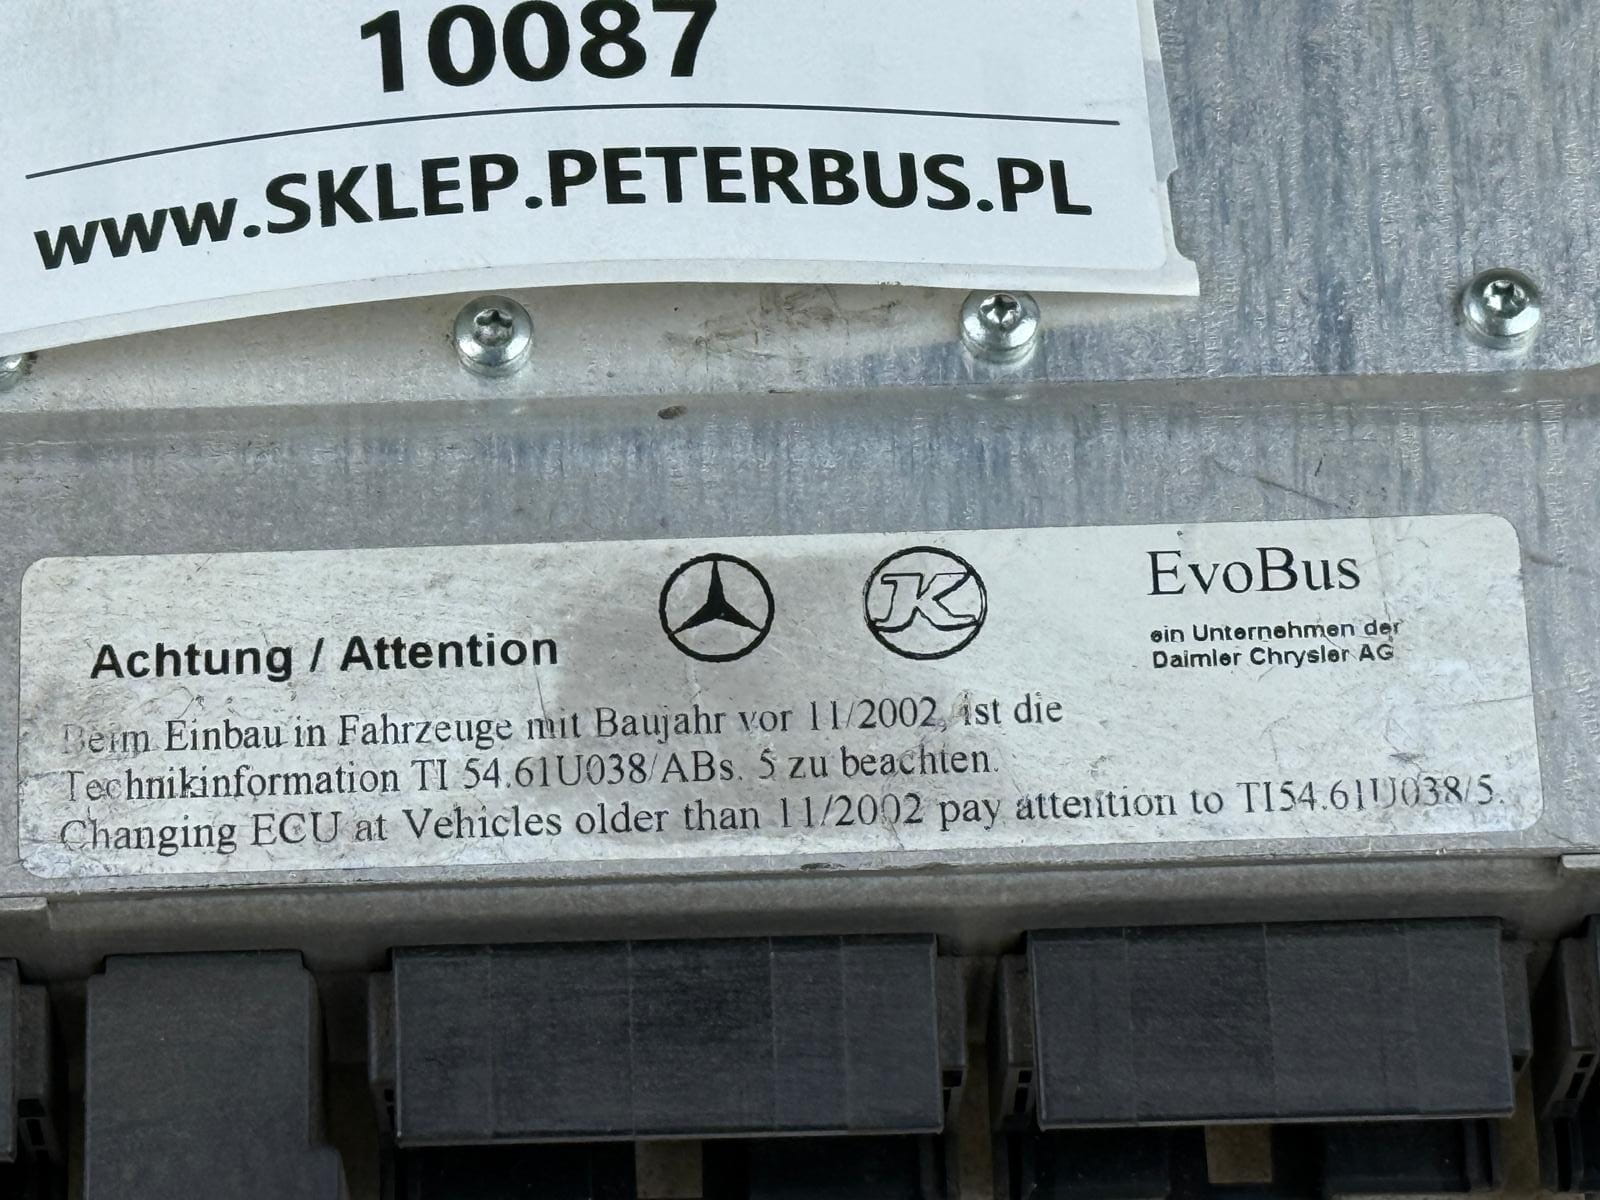 10087
www.SKLEP.PETERBUS.PL
EvoBus
ein Unternehmen der
Daimler Chrysler AG
Achtung / Attention
Beim Einbau in Fahrzeuge mit Baujahr vor 11/2002, ist die
Technikinformation TI 54.61U038/ABs. 5 zu beachten.
Changing ECU at Vehicles older than 11/2002 pay attention to TI54.61U038/5.